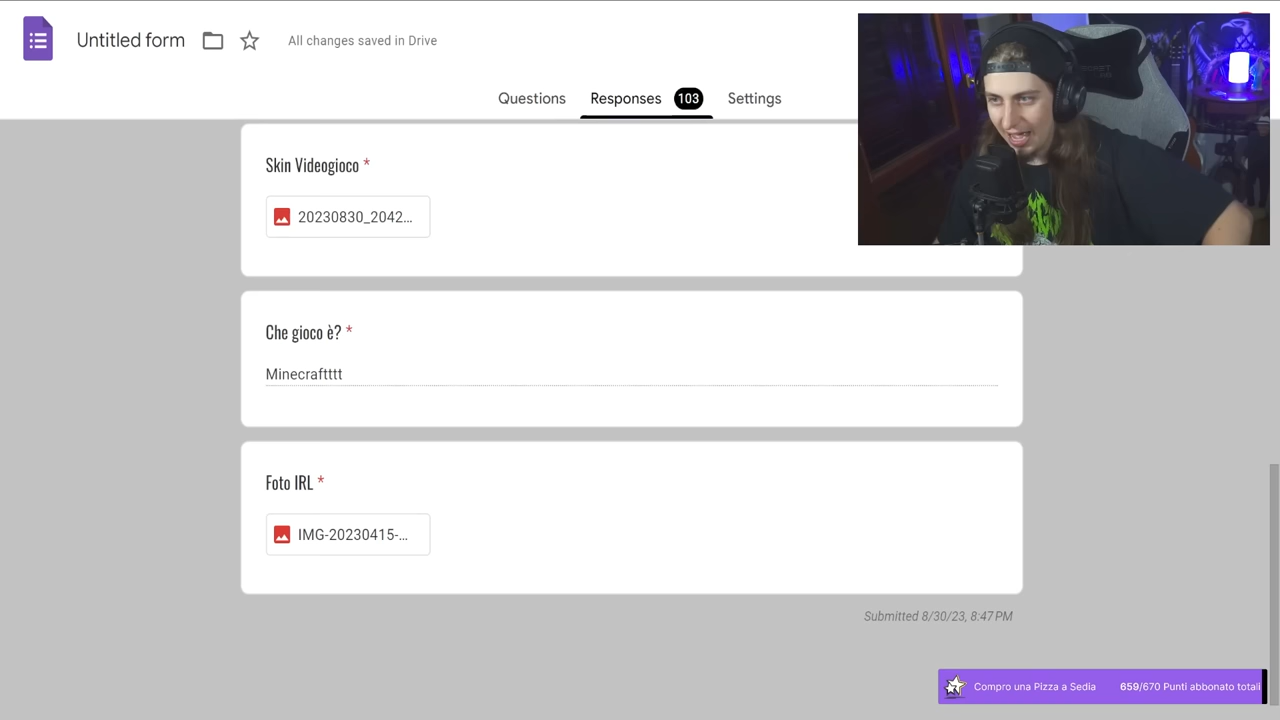 Untitled form
All changes saved in Drive
Questions
Responses 103
Settings
Skin Videogioco *
20230830_2042...
Che gioco è? *
Minecraftttt
Foto IRL *
IMG-20230415-...
Submitted 8/30/23, 8:47 PM
Compro una Pizza a Sedia 659/670 Punti abbonato totali